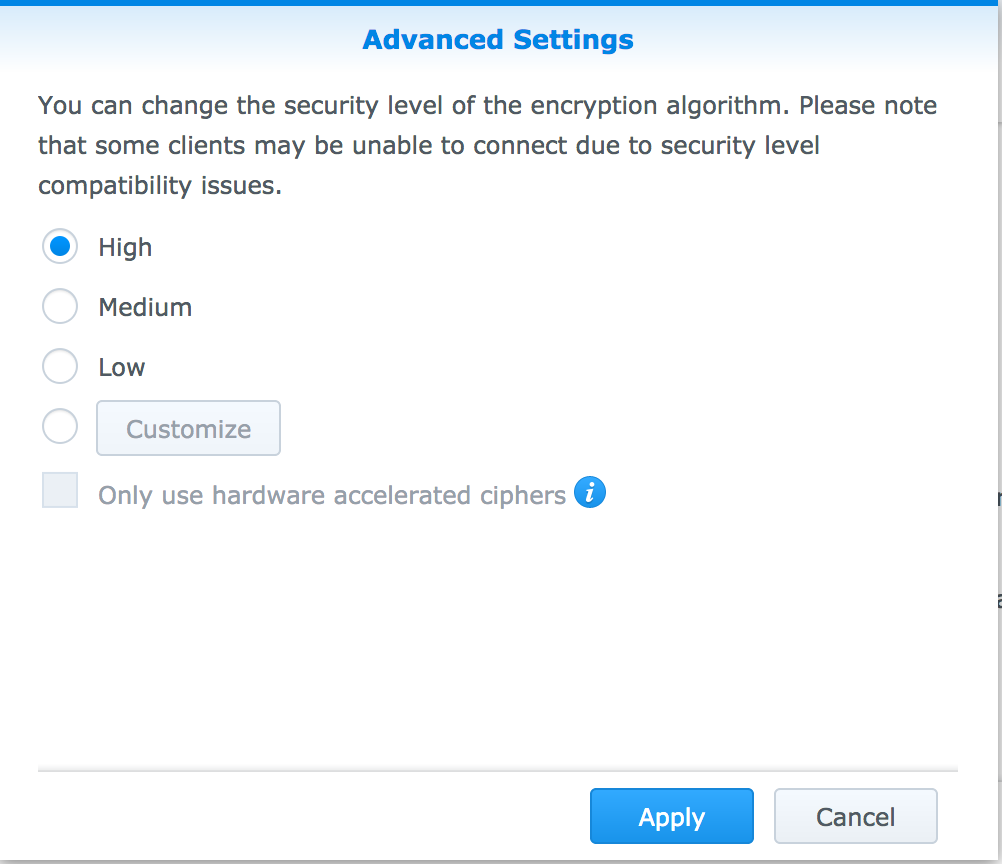 Advanced Settings
You can change the security level of the encryption algorithm. Please note
that some clients may be unable to connect due to security level
compatibility issues.
High
Medium
Low
Customize
Only use hardware accelerated ciphers i
Apply Cancel